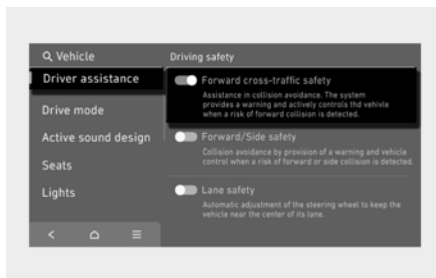 Vehicle
Driving safety
Driver assistance
Forward cross-traffic safety
Assistance in collision avoidance. The system
provides a warning and actively controls thd vehivle
when a risk of forward collision is detected.
Drive mode
Active sound design
Forward/Side safety
Collision avoidance by provision of a warning and vehicle
control when a risk of forward or side collision is detected.
Seats
Lights
Lane safety
Automatic adjustment of the steering wheel to keep the
vehicle near the center of its lane.